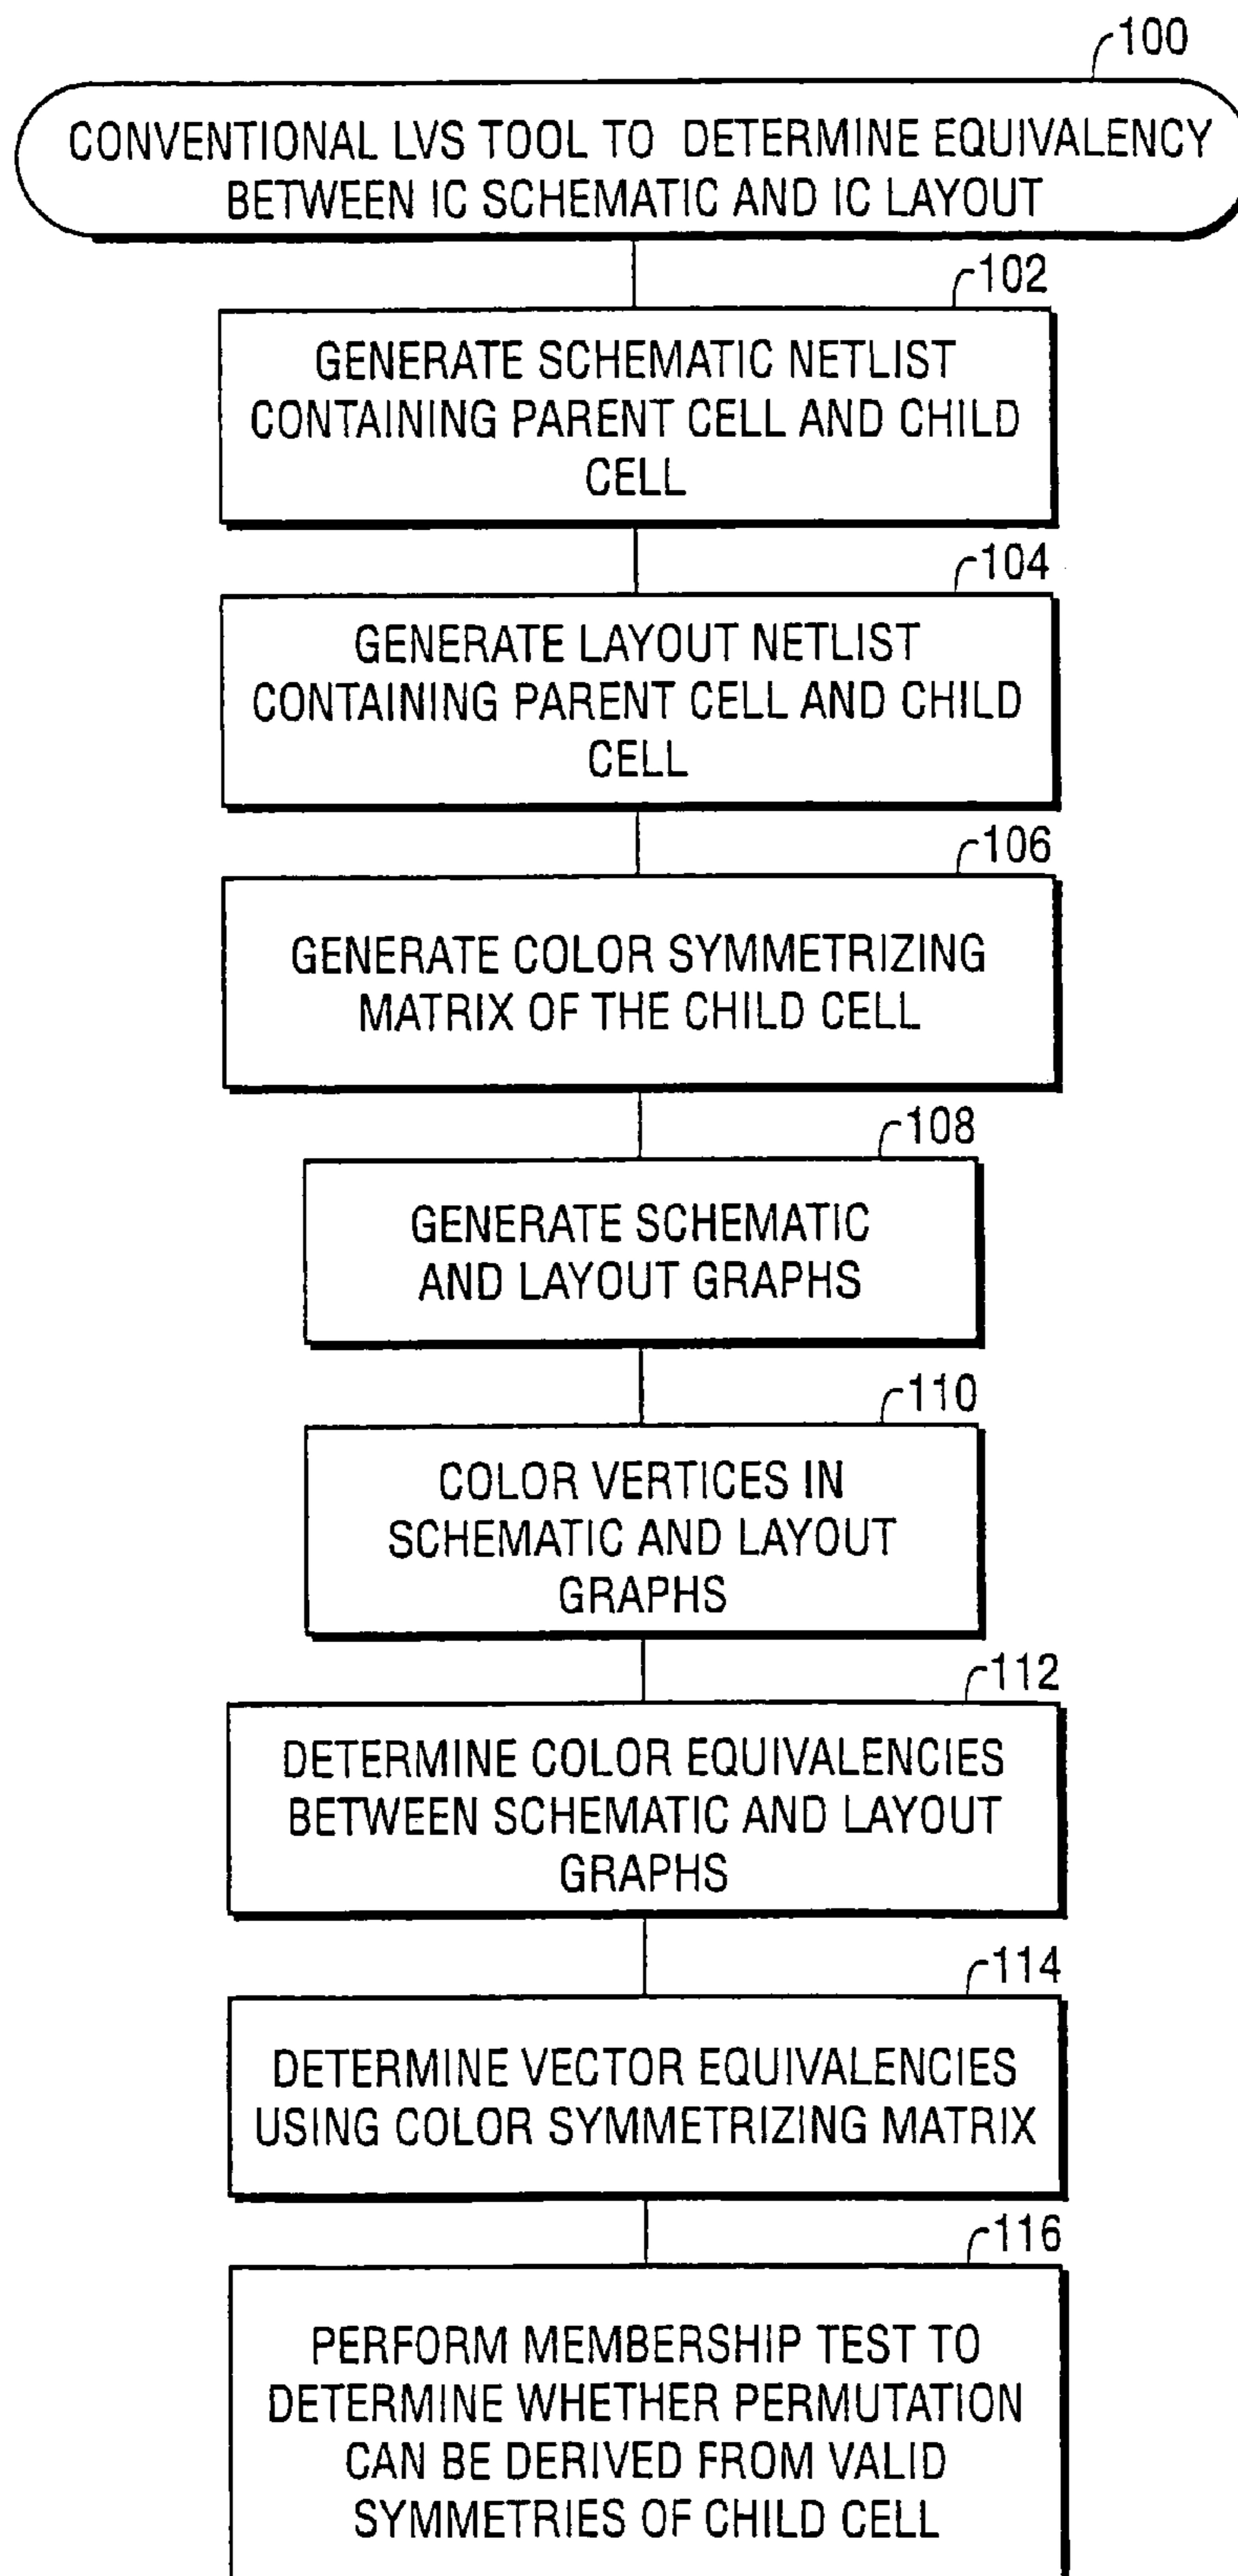 100
CONVENTIONAL LVS TOOL TO DETERMINE EQUIVALENCY
BETWEEN IC SCHEMATIC AND IC LAYOUT
102
GENERATE SCHEMATIC NETLIST
CONTAINING PARENT CELL AND CHILD
CELL
104
GENERATE LAYOUT NETLIST
CONTAINING PARENT CELL AND CHILD
CELL
106
GENERATE COLOR SYMMETRIZING
MATRIX OF THE CHILD CELL
108
GENERATE SCHEMATIC
AND LAYOUT GRAPHS
110
COLOR VERTICES IN
SCHEMATIC AND LAYOUT
GRAPHS
112
DETERMINE COLOR EQUIVALENCIES
BETWEEN SCHEMATIC AND LAYOUT
GRAPHS
114
DETERMINE VECTOR EQUIVALENCIES
USING COLOR SYMMETRIZING MATRIX
116
PERFORM MEMBERSHIP TEST TO
DETERMINE WHETHER PERMUTATION
CAN BE DERIVED FROM VALID
SYMMETRIES OF CHILD CELL